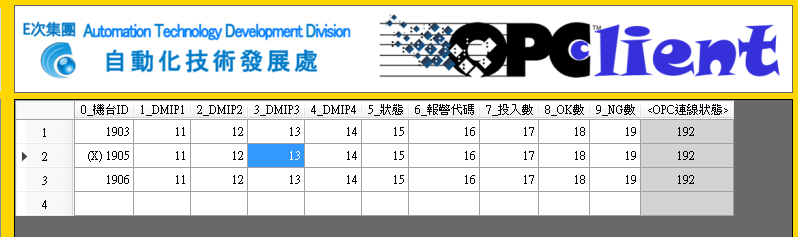 E次集團 Automation Technology Development Division
自動化技術發展處
OPClient™
0_機台ID 1_DMIP1 2_DMIP2 3_DMIP3 4_DMIP4 5_狀態 6_報警代碼 7_投入數 8_OK數 9_NG數 <OPC連線狀態>
1 1903 11 12 13 14 15 16 17 18 19 192
2 (X) 1905 11 12 13 14 15 16 17 18 19 192
3 1906 11 12 13 14 15 16 17 18 19 192
4